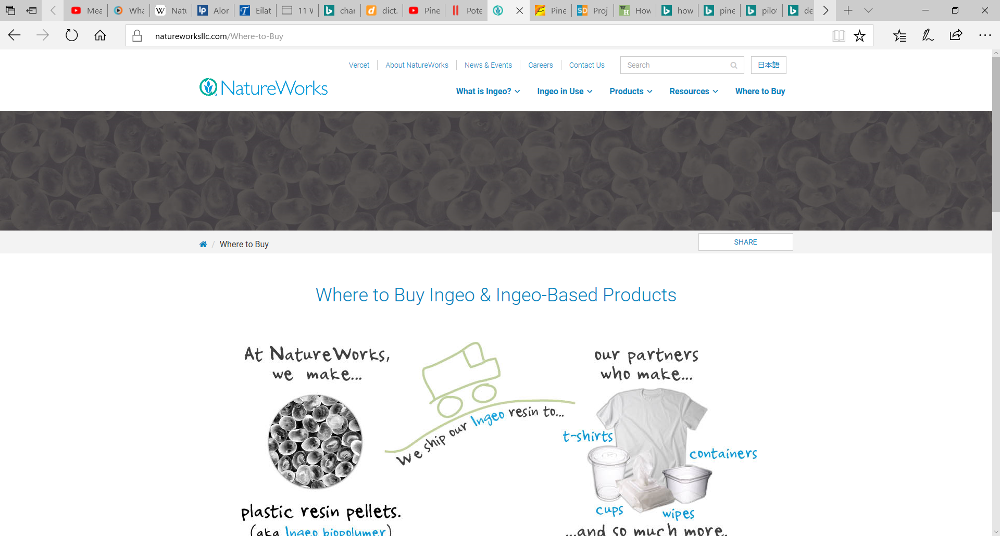 Mea
Wha
Natu
Alor
Eilat
11 V
char
dict.
Pine
Pote
Pine
Proj
How
how
pine
pilot
de
natureworksllc.com/Where-to-Buy
Vercet
About NatureWorks
News & Events
Careers
Contact Us
Search
日本語
NatureWorks
What is Ingeo?
Ingeo in Use
Products
Resources
Where to Buy
/ Where to Buy
SHARE
Where to Buy Ingeo & Ingeo-Based Products
At NatureWorks,
we make...
plastic resin pellets.
(aka Ingeo biopolymer)
We ship our Ingeo resin to...
our partners
who make...
t-shirts
containers
cups
wipes
...and so much more.